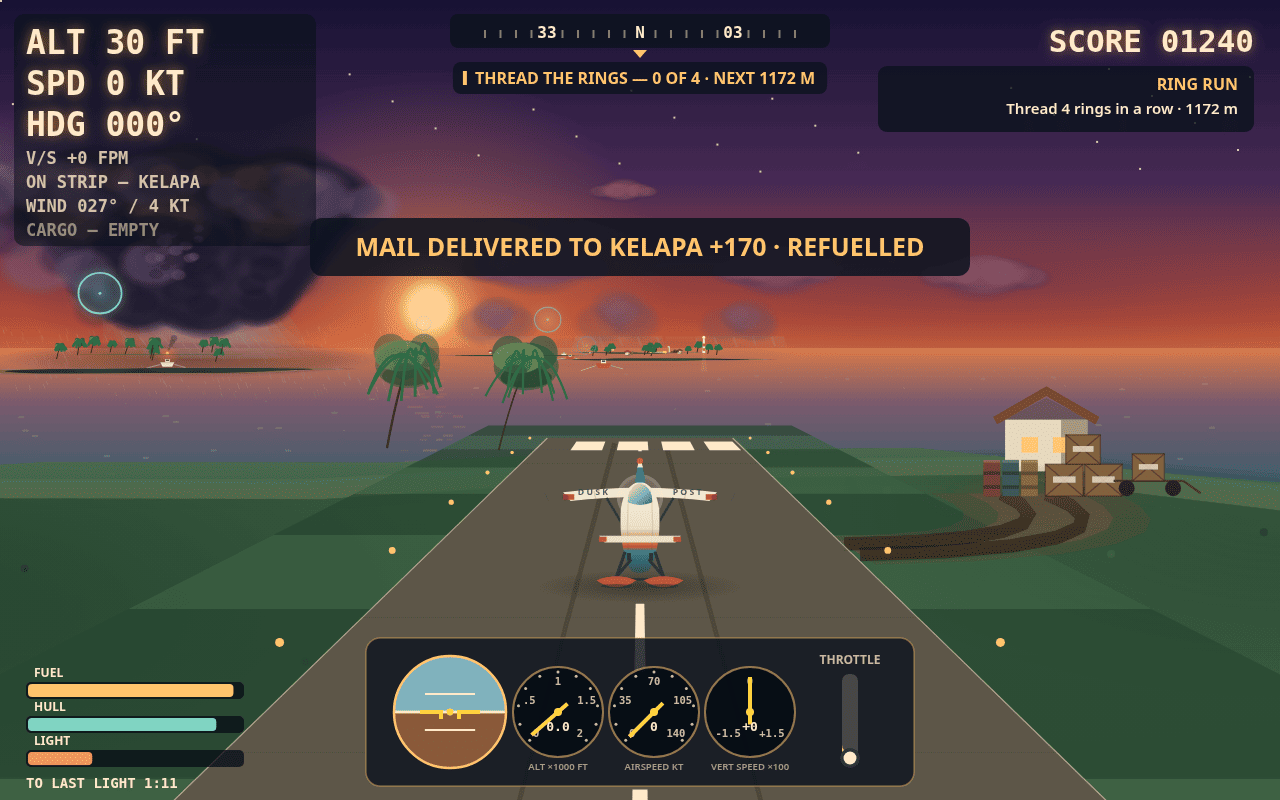 ALT 30 FT
SPD 0 KT
HDG 000°
V/S +0 FPM
ON STRIP — KELAPA
WIND 027° / 4 KT
CARGO — EMPTY
33 N 03
THREAD THE RINGS — 0 OF 4 · NEXT 1172 M
SCORE 01240
RING RUN
Thread 4 rings in a row · 1172 m
MAIL DELIVERED TO KELAPA +170 · REFUELLED
DUSK POST
FUEL
HULL
LIGHT
TO LAST LIGHT 1:11
.5 1 1.5
0 2
0.0
ALT ×1000 FT
35 70 105
0 140
AIRSPEED KT
+0
-1.5 +1.5
VERT SPEED ×100
THROTTLE